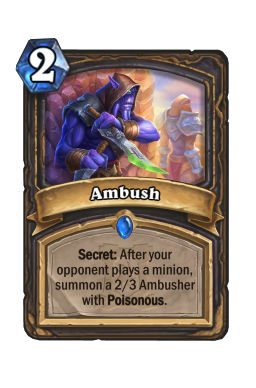 2
Ambush
Secret: After your
opponent plays a minion,
summon a 2/3 Ambusher
with Poisonous.